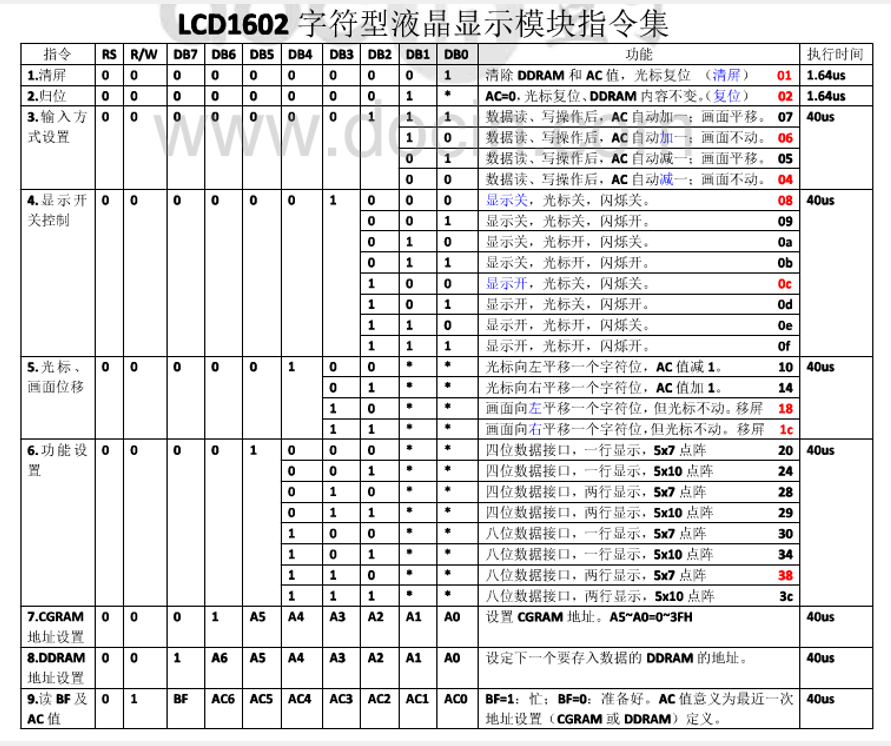 LCD1602 字符型液晶显示模块指令集
指令 RS R/W DB7 DB6 DB5 DB4 DB3 DB2 DB1 DB0 功能 执行时间
1.清屏 0 0 0 0 0 0 0 0 0 1 清除 DDRAM 和 AC 值，光标复位 （清屏） 01 1.64us
2.归位 0 0 0 0 0 0 0 0 1 * AC=0，光标复位、DDRAM 内容不变。（复位） 02 1.64us
3.输入方 0 0 0 0 0 0 0 1 1 1 数据读、写操作后，AC 自动加一；画面平移。 07 40us
式设置 1 0 数据读、写操作后，AC 自动加一；画面不动。 06
0 1 数据读、写操作后，AC 自动减一；画面平移。 05
0 0 数据读、写操作后，AC 自动减一；画面不动。 04
www.docin.com
4.显示开 0 0 0 0 0 0 1 0 0 0 显示关，光标关，闪烁关。 08 40us
关控制 0 0 1 显示关，光标关，闪烁开。 09
0 1 0 显示关，光标开，闪烁关。 0a
0 1 1 显示关，光标开，闪烁开。 0b
1 0 0 显示开，光标关，闪烁关。 0c
1 0 1 显示开，光标关，闪烁开。 0d
1 1 0 显示开，光标开，闪烁关。 0e
1 1 1 显示开，光标开，闪烁开。 0f
5.光标、 0 0 0 0 0 1 0 0 * * 光标向左平移一个字符位，AC 值减 1。 10 40us
画面位移 0 1 * * 光标向右平移一个字符位，AC 值加 1。 14
1 0 * * 画面向左平移一个字符位，但光标不动。移屏 18
1 1 * * 画面向右平移一个字符位，但光标不动。移屏 1c
6.功能设 0 0 0 0 1 0 0 0 * * 四位数据接口，一行显示，5x7 点阵 20 40us
置 0 0 1 * * 四位数据接口，一行显示，5x10 点阵 24
0 1 0 * * 四位数据接口，两行显示，5x7 点阵 28
0 1 1 * * 四位数据接口，两行显示，5x10 点阵 29
1 0 0 * * 八位数据接口，一行显示，5x7 点阵 30
1 0 1 * * 八位数据接口，一行显示，5x10 点阵 34
1 1 0 * * 八位数据接口，两行显示，5x7 点阵 38
1 1 1 * * 八位数据接口，两行显示，5x10 点阵 3c
7.CGRAM 0 0 0 1 A5 A4 A3 A2 A1 A0 设置 CGRAM 地址。A5~A0=0~3FH 40us
地址设置
8.DDRAM 0 0 1 A6 A5 A4 A3 A2 A1 A0 设定下一个要存入数据的 DDRAM 的地址。 40us
地址设置
9.读 BF 及 0 1 BF AC6 AC5 AC4 AC3 AC2 AC1 AC0 BF=1：忙；BF=0：准备好。AC 值意义为最近一次 40us
AC 值 地址设置（CGRAM 或 DDRAM）定义。